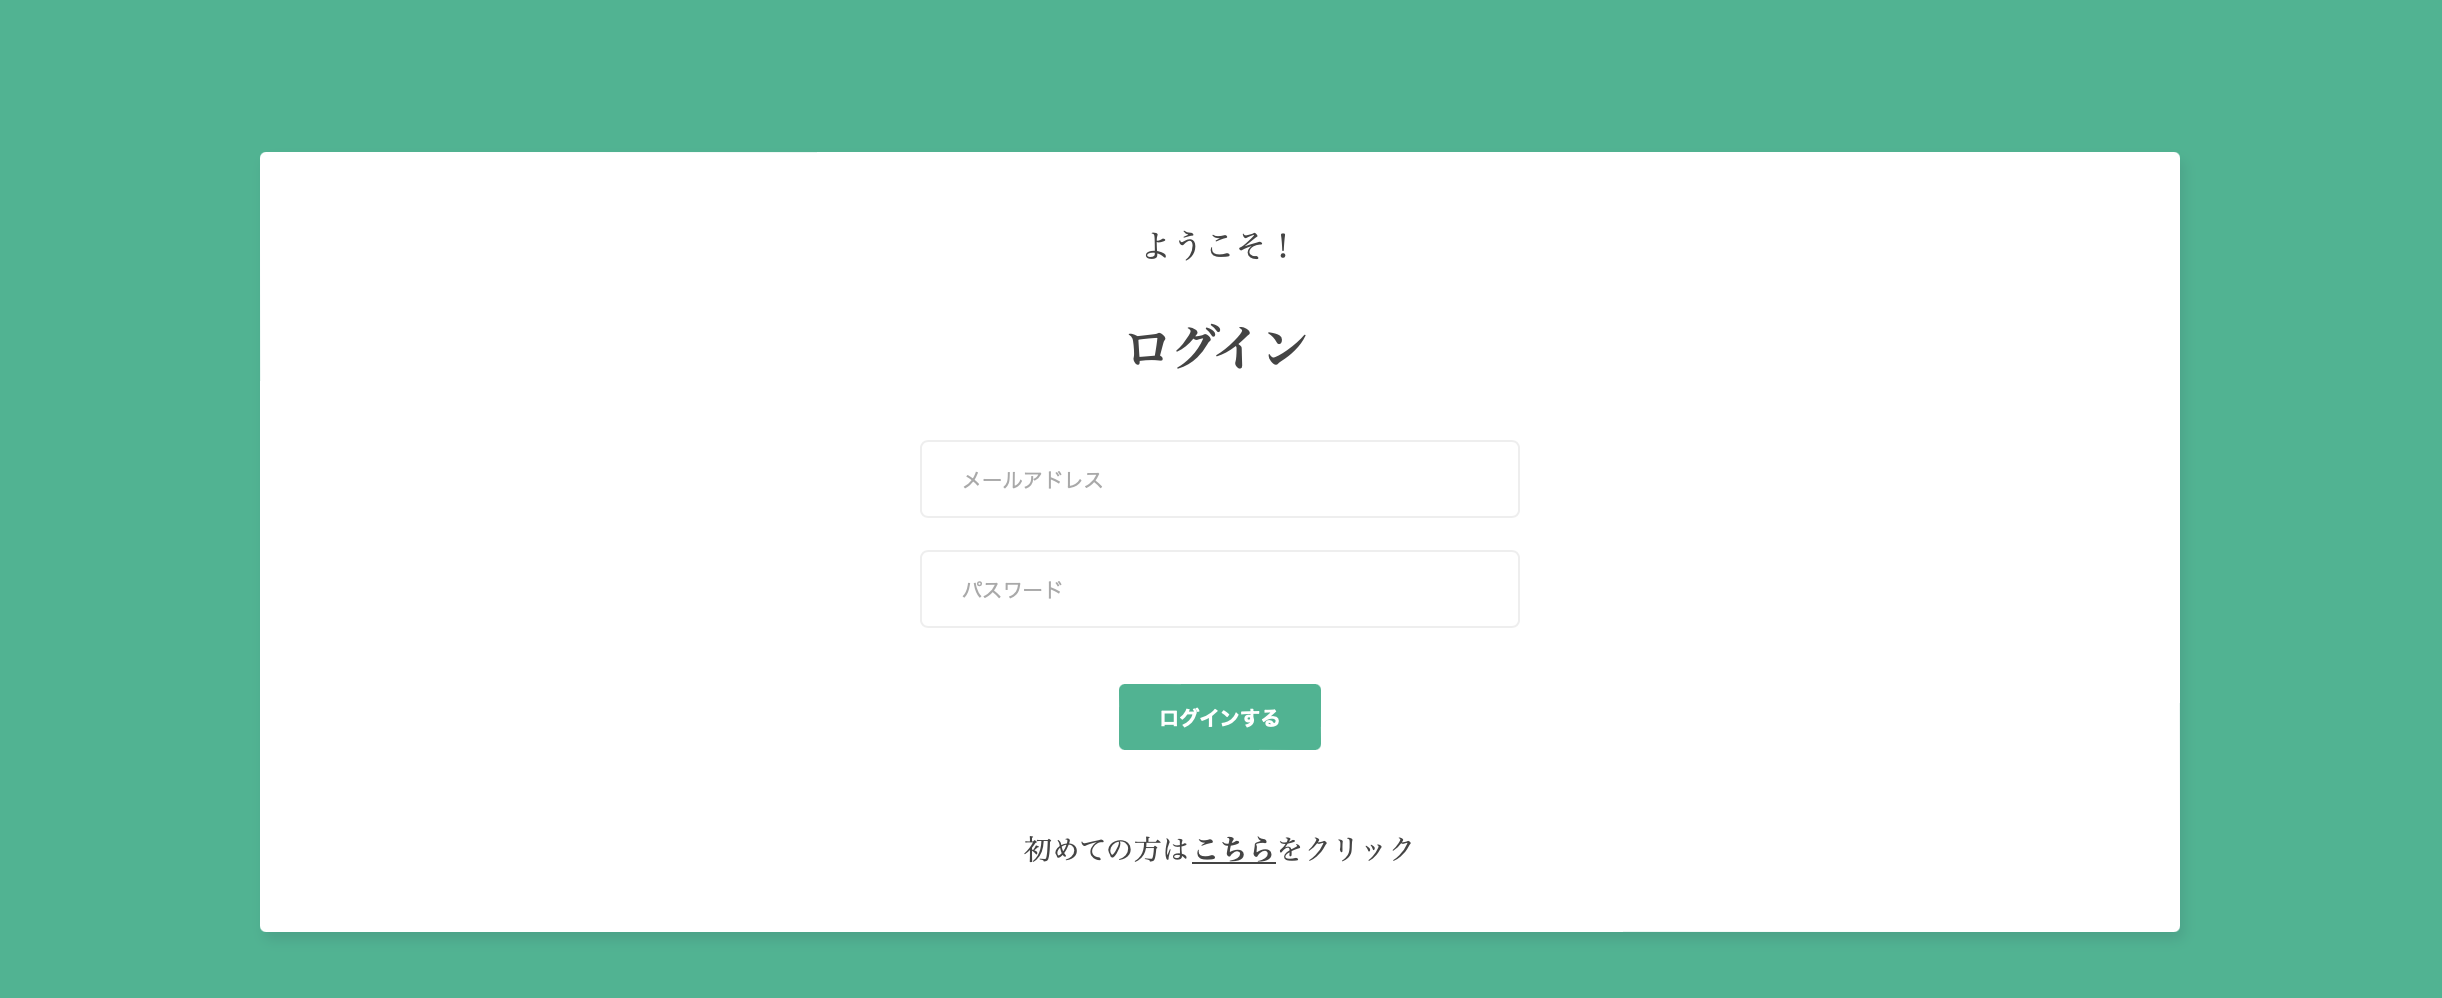 ようこそ！
ログイン
メールアドレス
パスワード
ログインする
初めての方はこちらをクリック